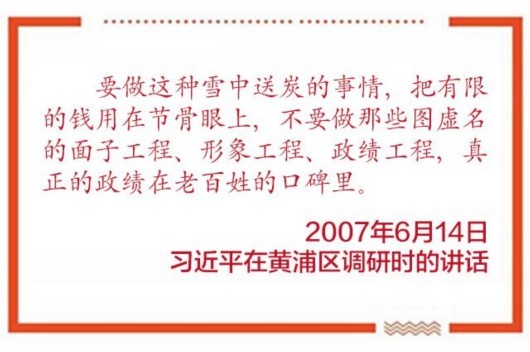 要做这种雪中送炭的事情，把有限
的钱用在节骨眼上，不要做那些图虚名
的面子工程、形象工程、政绩工程，真
正的政绩在老百姓的口碑里。
2007年6月14日
习近平在黄浦区调研时的讲话